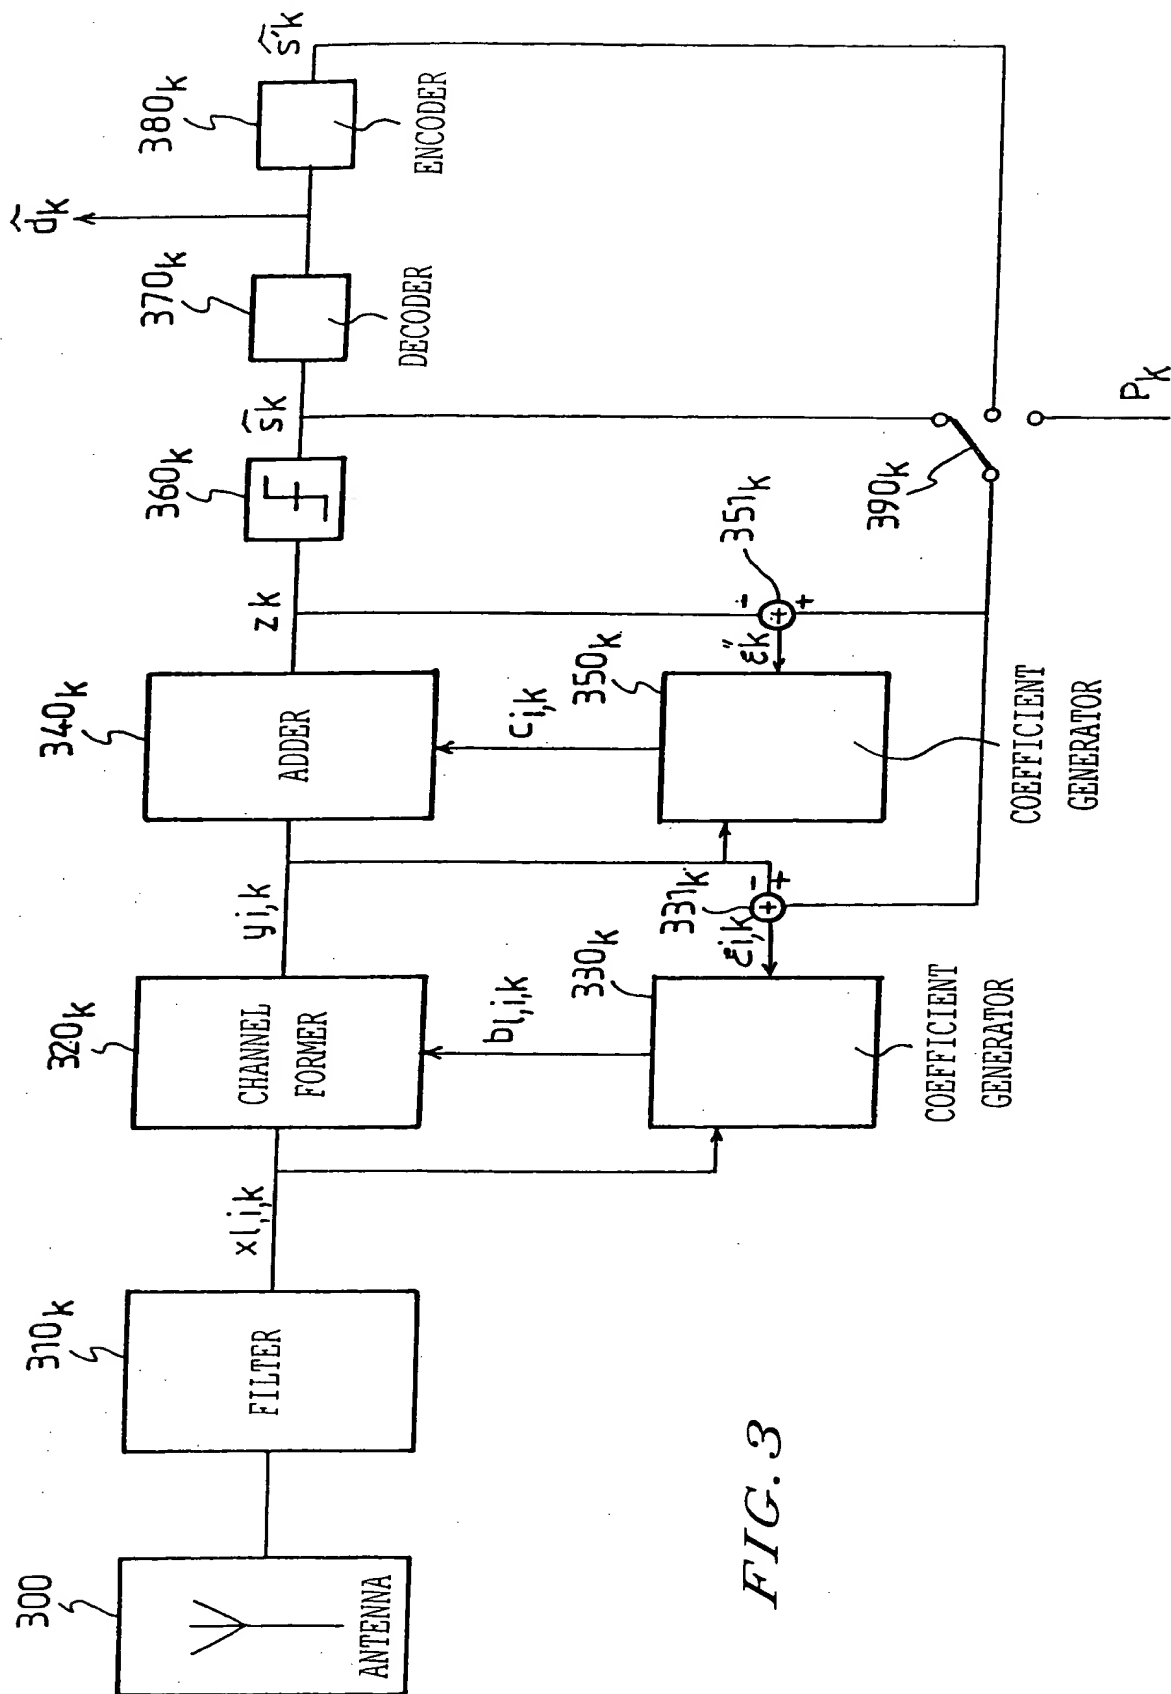 300
ANTENNA
310k
FILTER
xl,i,k
320k
CHANNEL
FORMER
bl,i,k
330k
COEFFICIENT
GENERATOR
yi,k
331k
εi,k
-
+
340k
ADDER
ci,k
350k
COEFFICIENT
GENERATOR
zk
351k
ε"k
-
+
360k
ŝk
370k
DECODER
d̂k
380k
ENCODER
ŝ'k
390k
Pk
FIG. 3